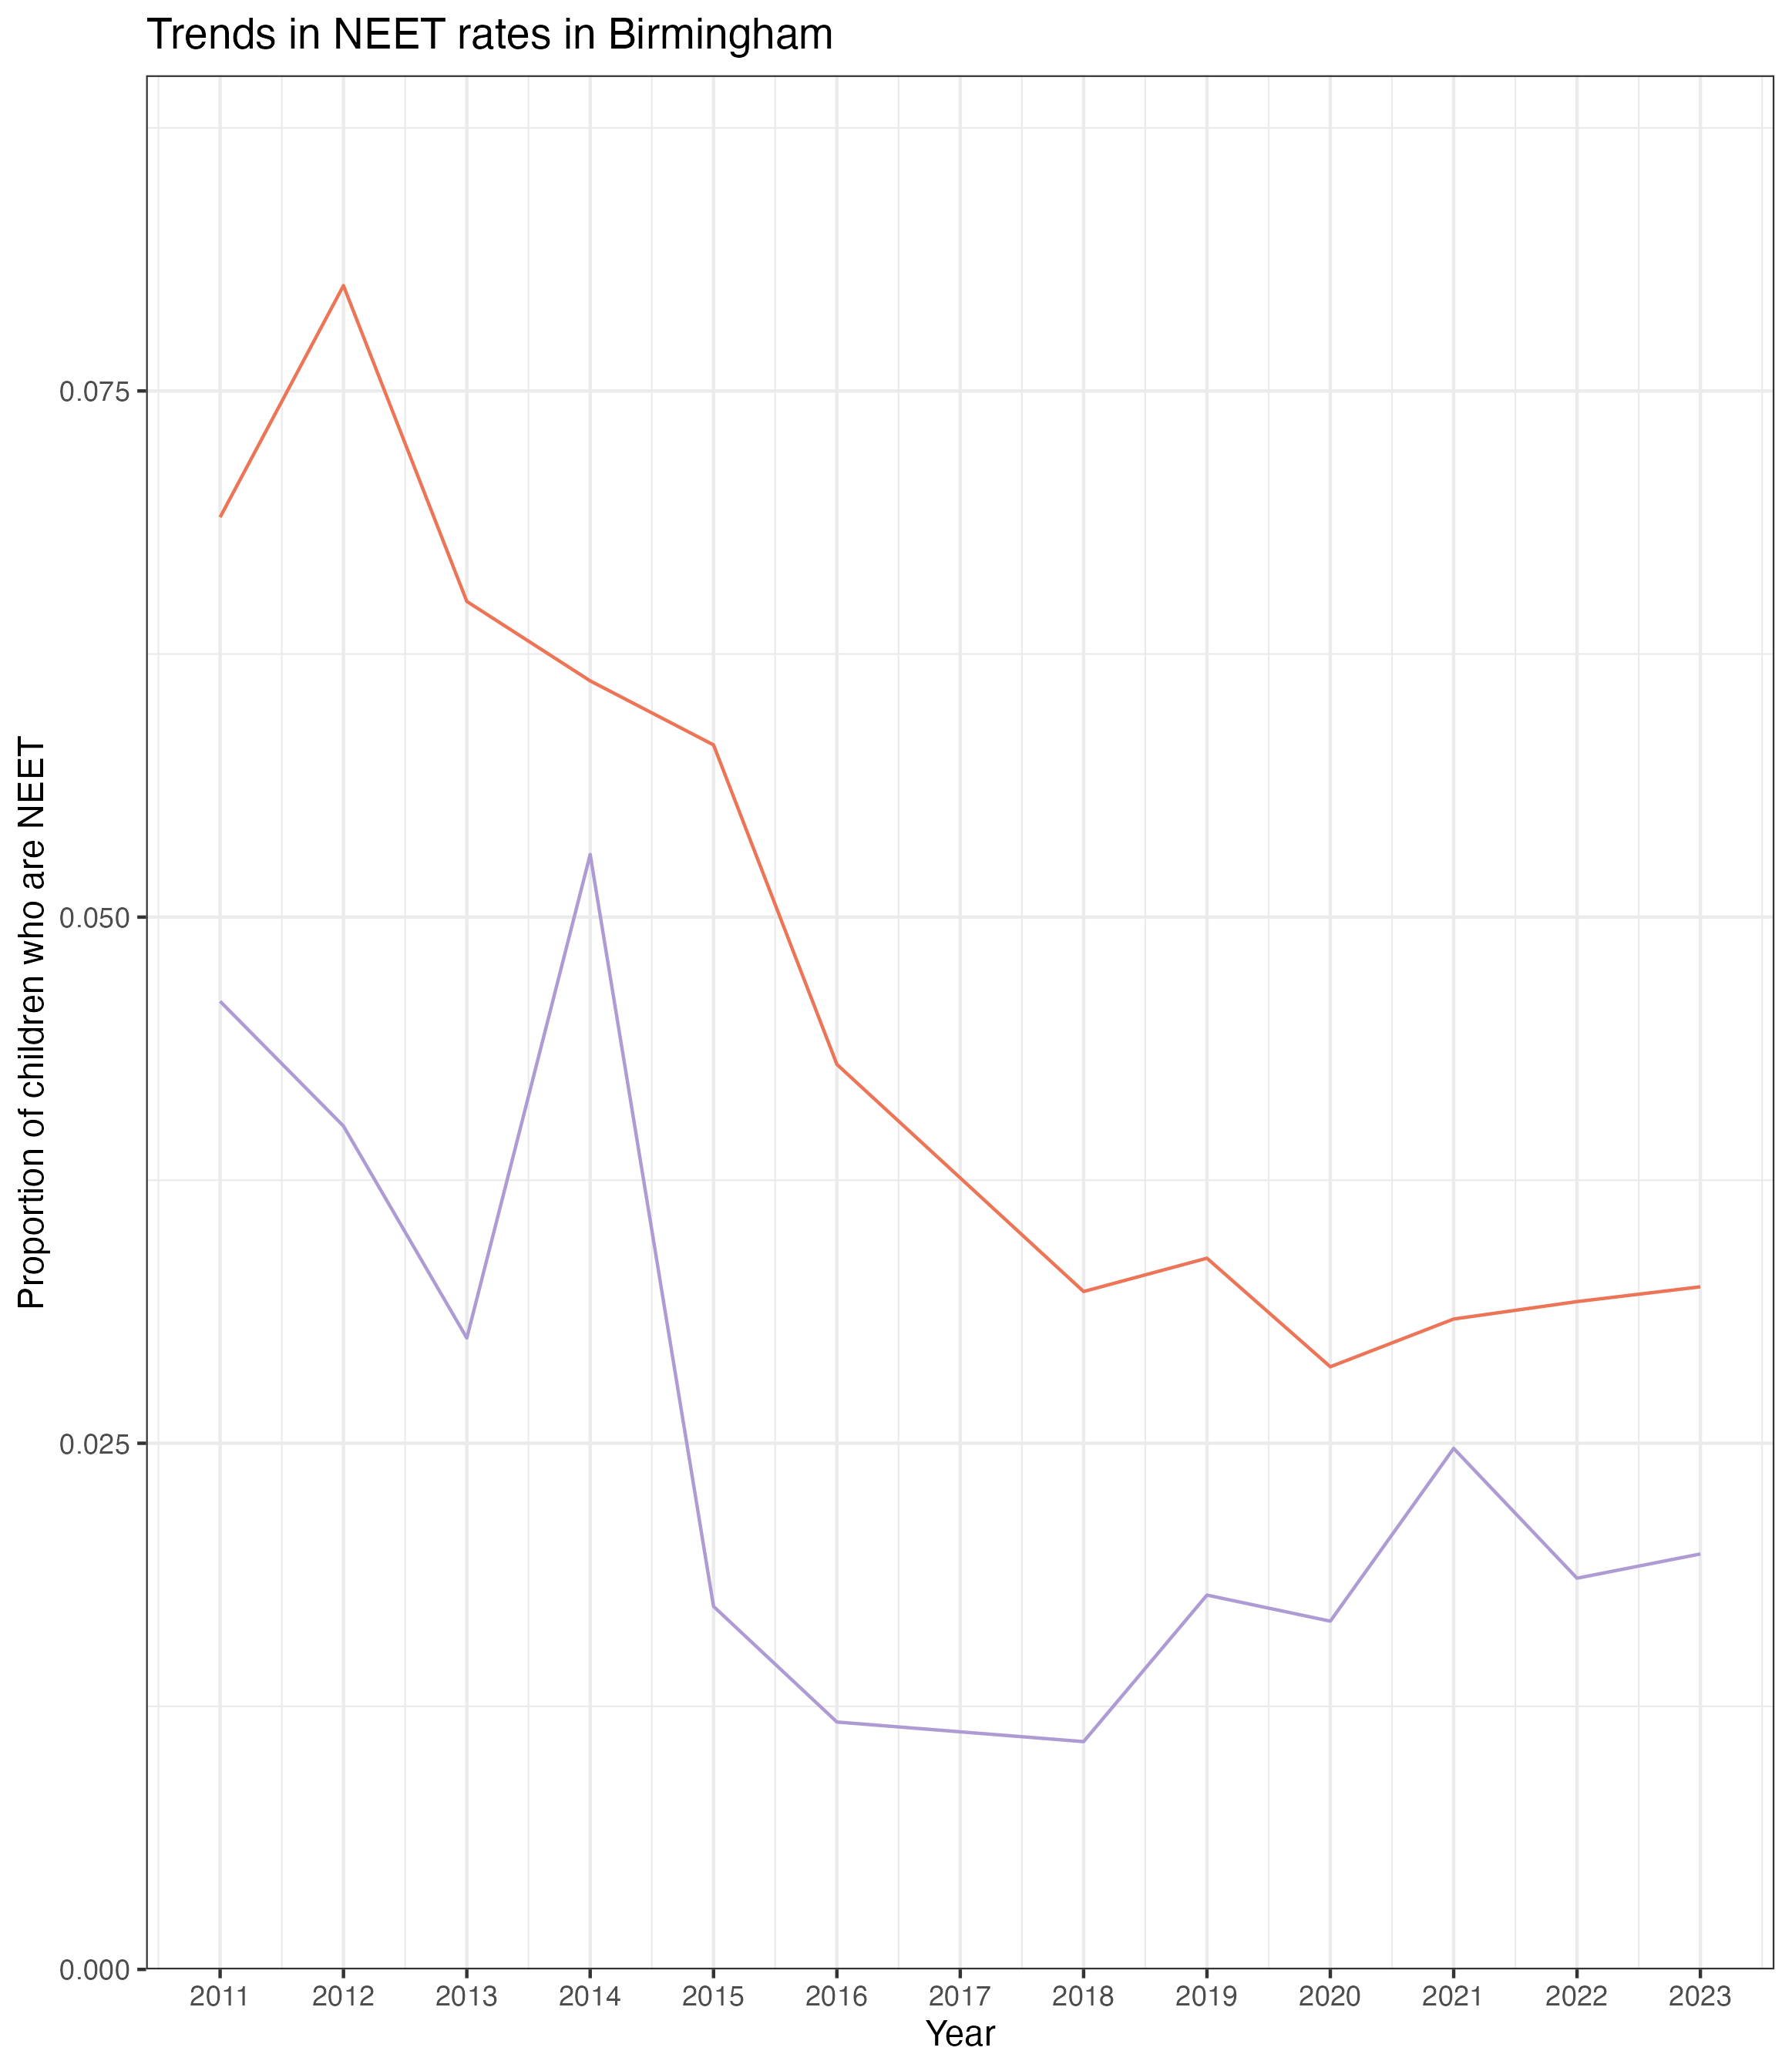 Trends in NEET rates in Birmingham
Proportion of children who are NEET
0.075
0.050
0.025
0.000
2011 2012 2013 2014 2015 2016 2017 2018 2019 2020 2021 2022 2023
Year